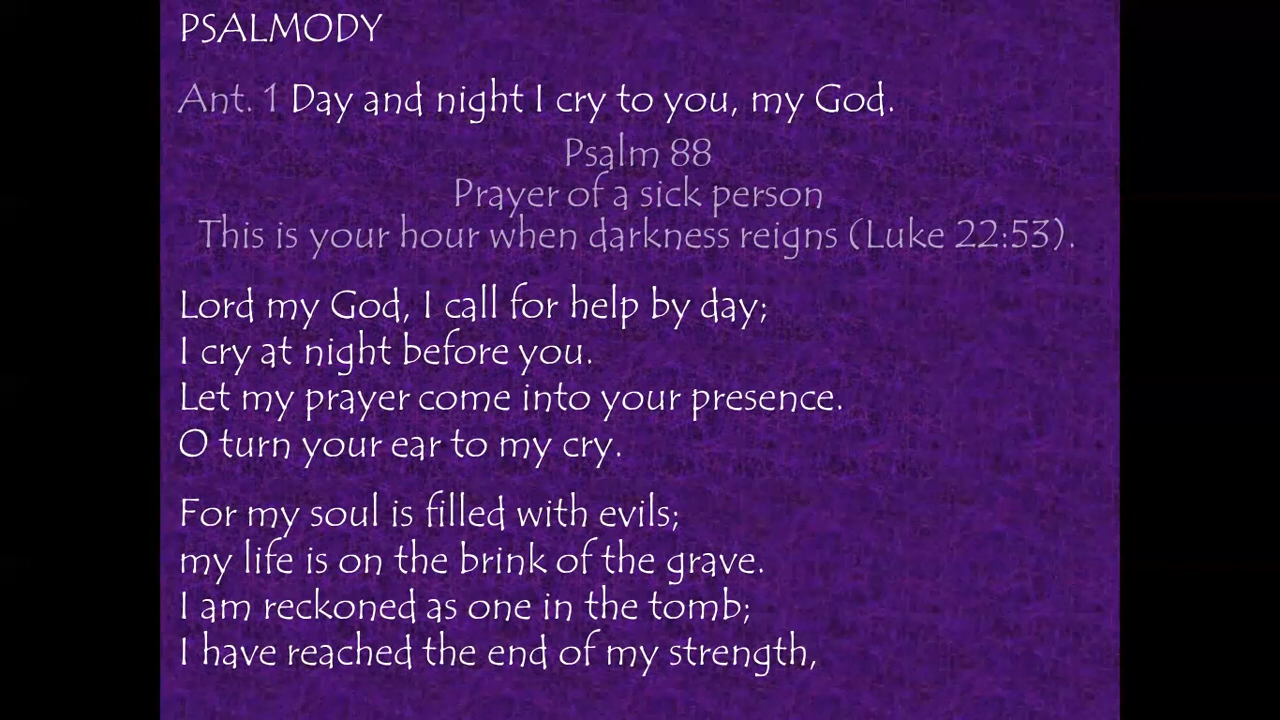 PSALMODY
Ant. 1 Day and night I cry to you, my God.
Psalm 88
Prayer of a sick person
This is your hour when darkness reigns (Luke 22:53).
Lord my God, I call for help by day;
I cry at night before you.
Let my prayer come into your presence.
O turn your ear to my cry.
For my soul is filled with evils;
my life is on the brink of the grave.
I am reckoned as one in the tomb;
I have reached the end of my strength,